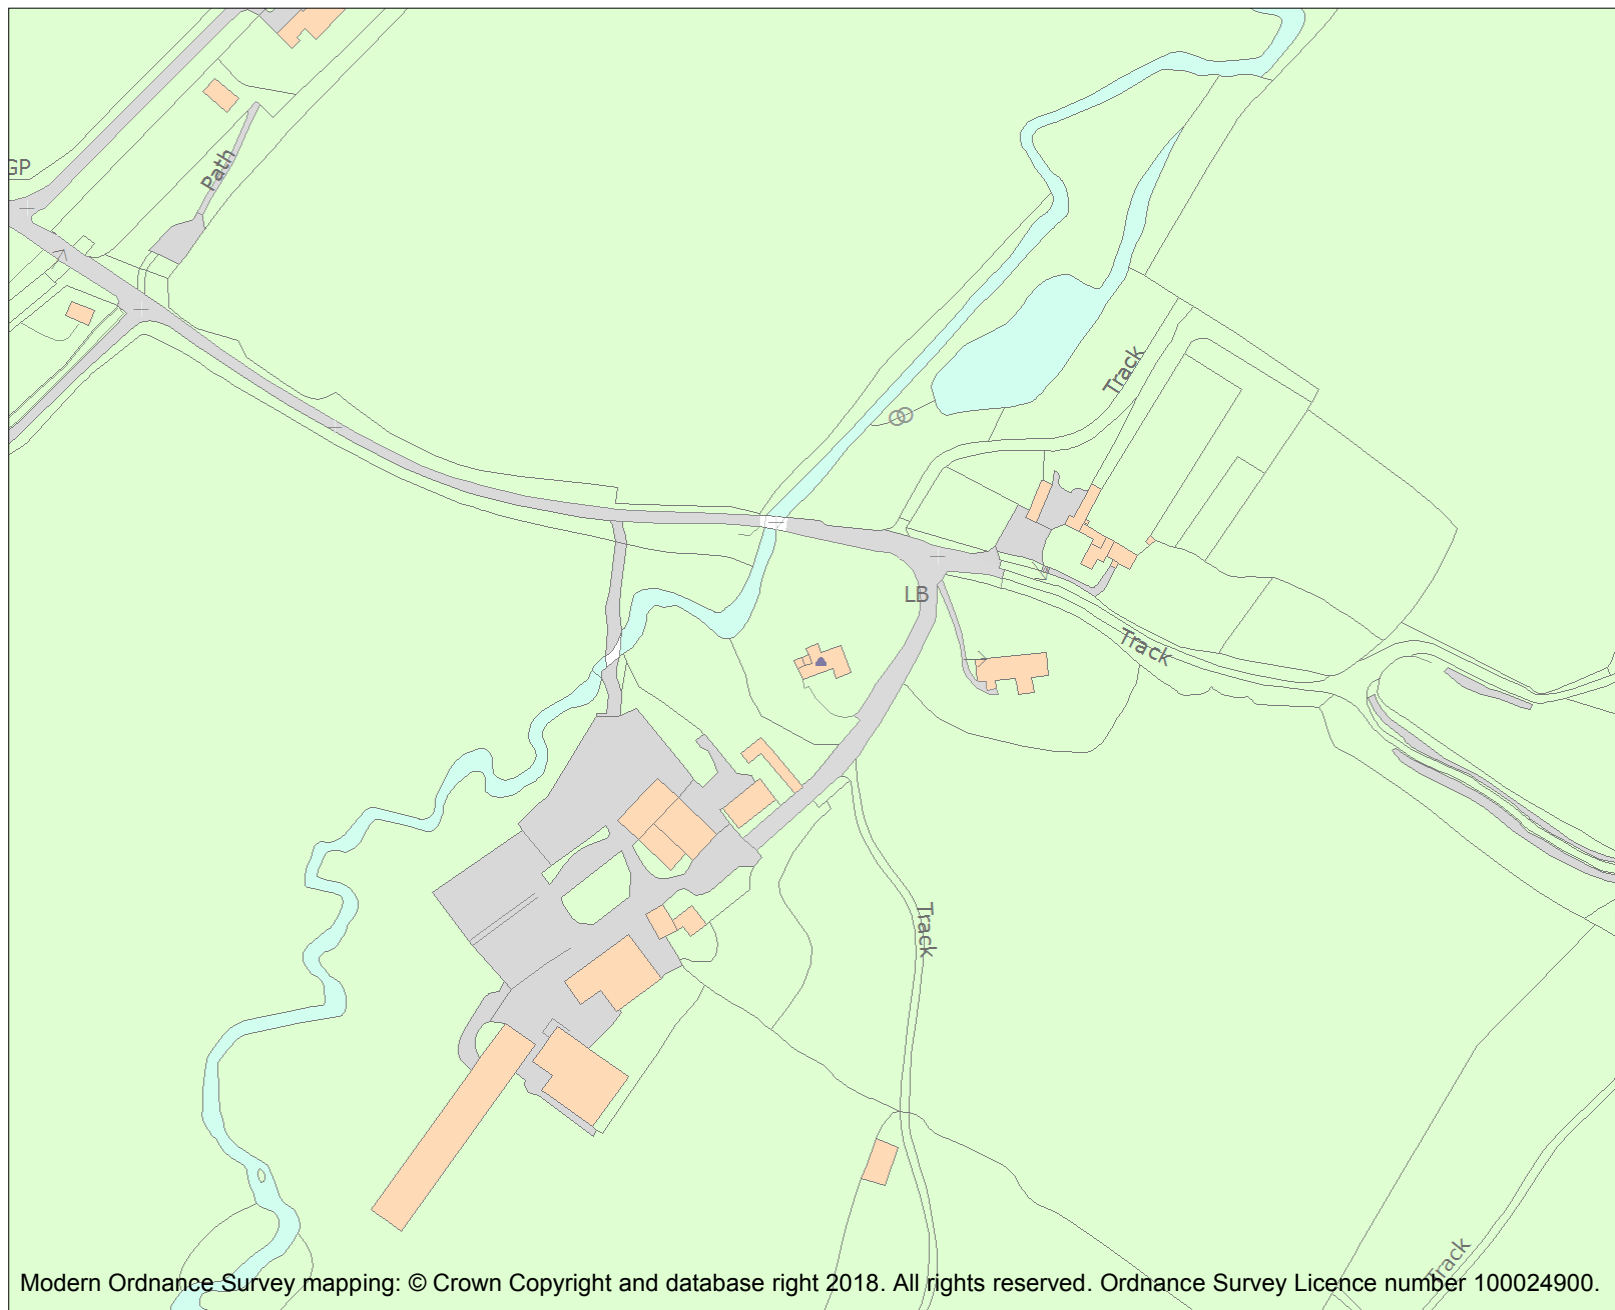 GP
Path
Track
LB
Track
Track
Track
Modern Ordnance Survey mapping: © Crown Copyright and database right 2018. All rights reserved. Ordnance Survey Licence number 100024900.